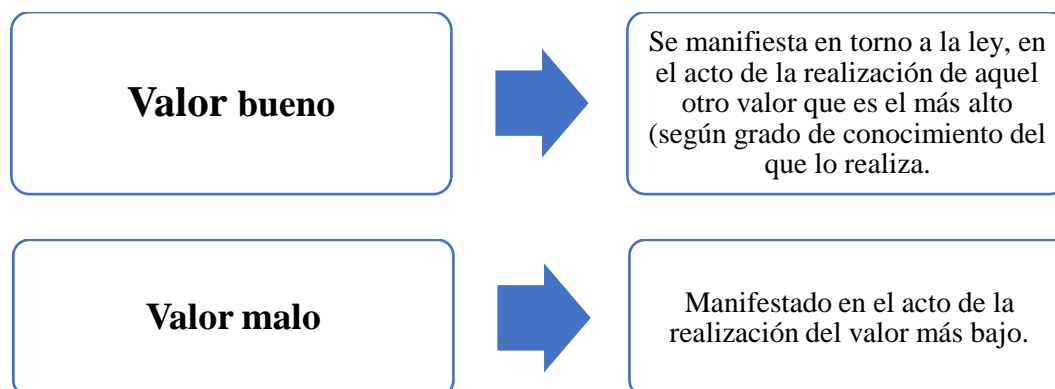 Valor bueno
Se manifiesta en torno a la ley, en
el acto de la realización de aquel
otro valor que es el más alto
(según grado de conocimiento del
que lo realiza.
Valor malo
Manifestado en el acto de la
realización del valor más bajo.